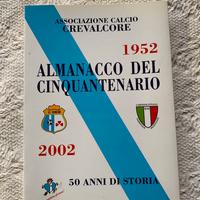 ASSOCIAZIONE CALCIO
CREVALCORE
1952
ALMANACCO DEL
CINQUANTENARIO
2002
50 ANNI DI STORIA